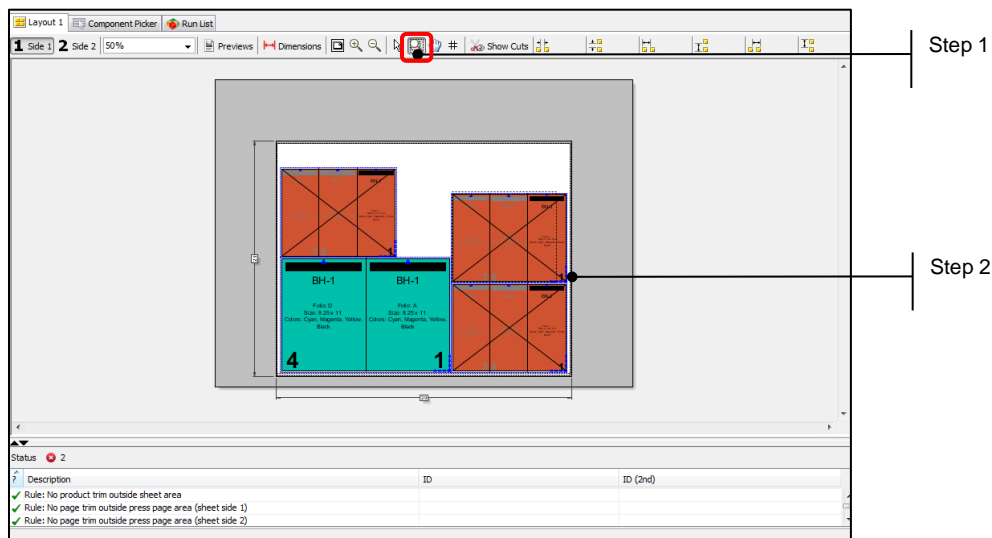 Layout 1 Component Picker Run List
1 Side 1 2 Side 2 50% Previews Dimensions Show Cuts
Step 1
BH-1 BH-1
Folio: D Folio: A
Size: 8.25 x 11 Size: 8.25 x 11
Colors: Cyan, Magenta, Yellow, Colors: Cyan, Magenta, Yellow,
Black Black
4 1
Step 2
Status 2
? Description ID ID (2nd)
Rule: No product trim outside sheet area
Rule: No page trim outside press page area (sheet side 1)
Rule: No page trim outside press page area (sheet side 2)